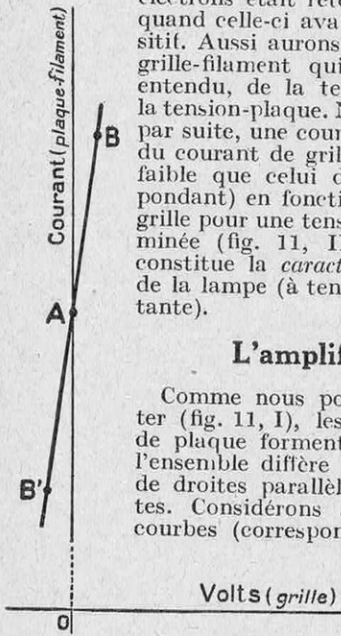 Courant (plaque-filament)
B
A
B'
Volts (grille)
0
électrons était rete
quand celle-ci ava
sitif. Aussi aurons
grille-filament qui
entendu, de la te
la tension-plaque. N
par suite, une cour
du courant de grill
faible que celui d
pondant) en foncti
grille pour une tens
minée (fig. 11, II
constitue la caract
de la lampe (à ten
tante).
L'amplif
Comme nous po
ter (fig. 11, I), les
de plaque forment
l'ensemble diffère
de droites parallèl
tes. Considérons
courbes (correspon